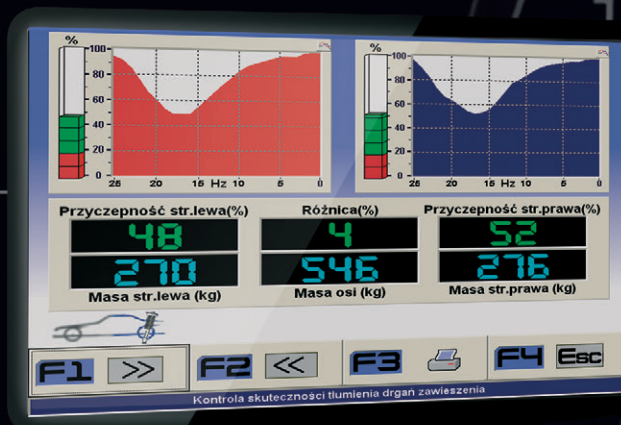 %
100
80
60
40
20
0
25 20 15 Hz 10 5 0
%
100
80
60
40
20
0
25 20 15 Hz 10 5 0
Przyczepność str.lewa(%) Różnica(%) Przyczepność str.prawa(%)
48 4 52
270 546 276
Masa str.lewa (kg) Masa osi (kg) Masa str.prawa (kg)
F1 >> F2 << F3 F4 Esc
Kontrola skuteczności tłumienia drgań zawieszenia